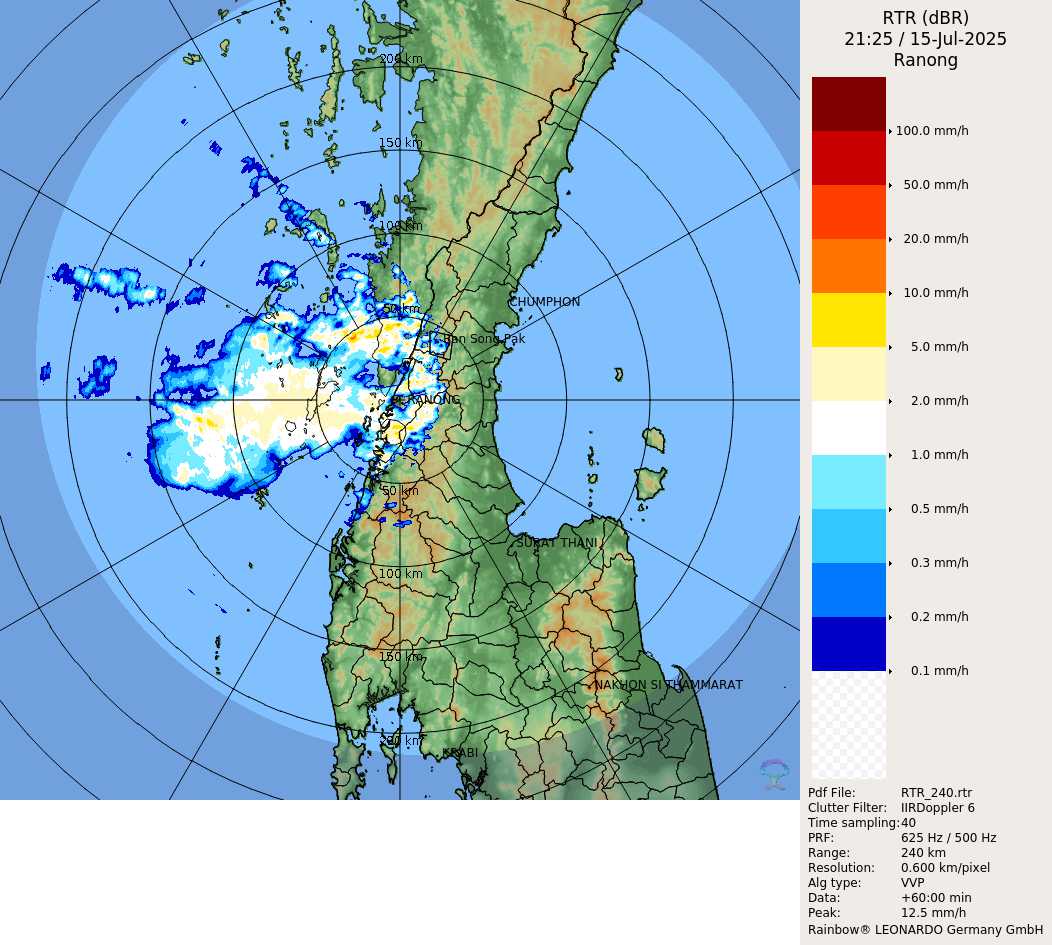 RTR (dBR)
21:25 / 15-Jul-2025
Ranong
100.0 mm/h
50.0 mm/h
20.0 mm/h
10.0 mm/h
5.0 mm/h
2.0 mm/h
1.0 mm/h
0.5 mm/h
0.3 mm/h
0.2 mm/h
0.1 mm/h
Pdf File: RTR_240.rtr
Clutter Filter: IIRDoppler 6
Time sampling: 40
PRF: 625 Hz / 500 Hz
Range: 240 km
Resolution: 0.600 km/pixel
Alg type: VVP
Data: +60:00 min
Peak: 12.5 mm/h
Rainbow® LEONARDO Germany GmbH
200 km
150 km
100 km
CHUMPHON
50 km
Ban Song Pak
RANONG
50 km
SURAT THANI
100 km
150 km
NAKHON SI THAMMARAT
200 km
KRABI